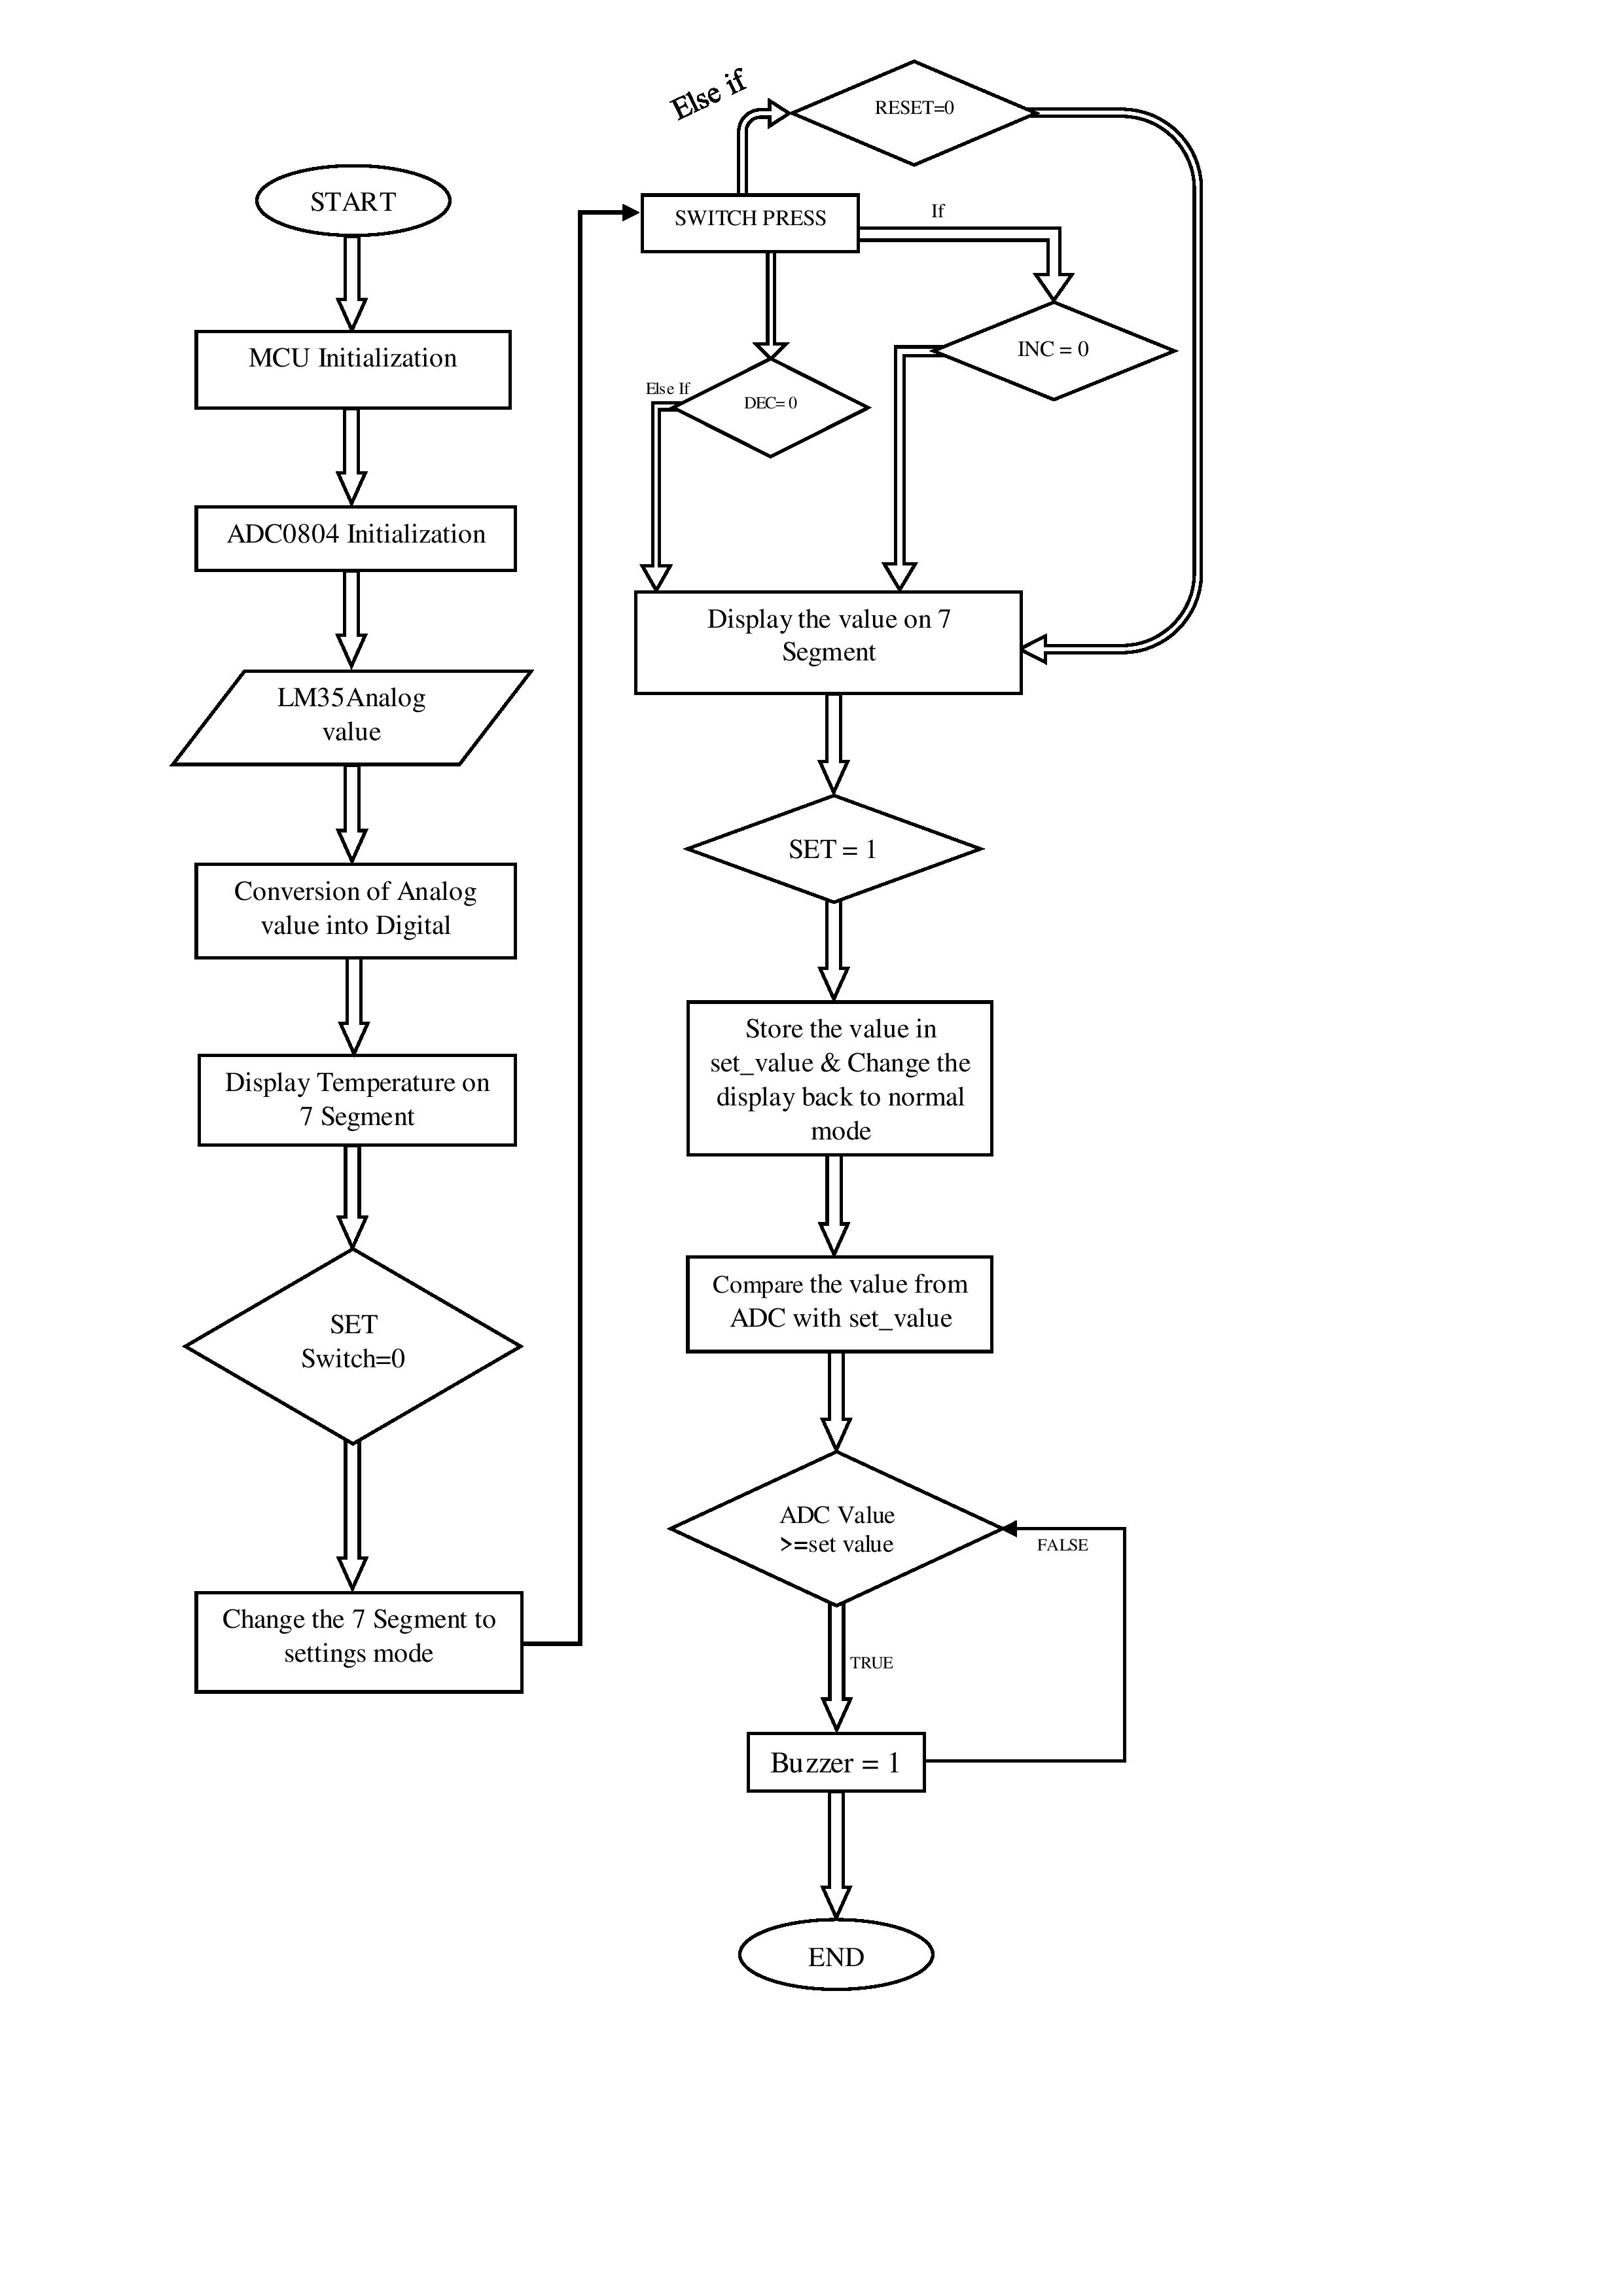 START
MCU Initialization
ADC0804 Initialization
LM35Analog
value
Conversion of Analog
value into Digital
Display Temperature on
7 Segment
SET
Switch=0
Change the 7 Segment to
settings mode
Else if
RESET=0
SWITCH PRESS
If
INC = 0
Else If
DEC= 0
Display the value on 7
Segment
SET = 1
Store the value in
set_value & Change the
display back to normal
mode
Compare the value from
ADC with set_value
ADC Value
>=set value
FALSE
TRUE
Buzzer = 1
END